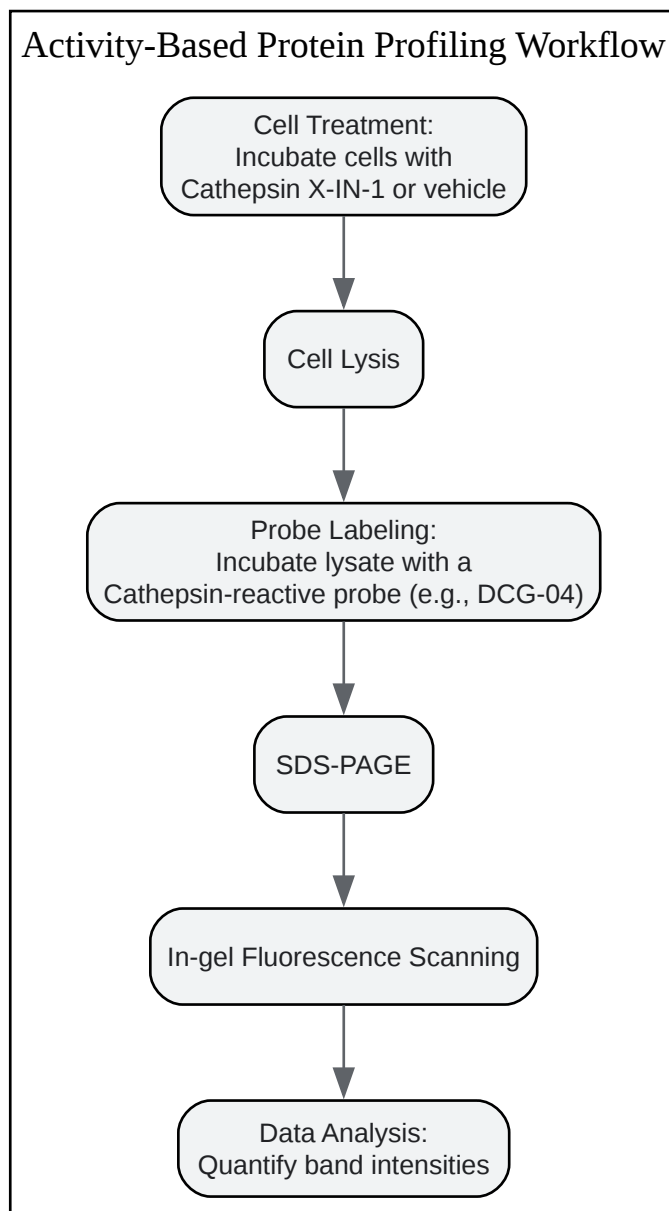 Activity-Based Protein Profiling Workflow
Cell Treatment:
Incubate cells with
Cathepsin X-IN-1 or vehicle
Cell Lysis
Probe Labeling:
Incubate lysate with a
Cathepsin-reactive probe (e.g., DCG-04)
SDS-PAGE
In-gel Fluorescence Scanning
Data Analysis:
Quantify band intensities